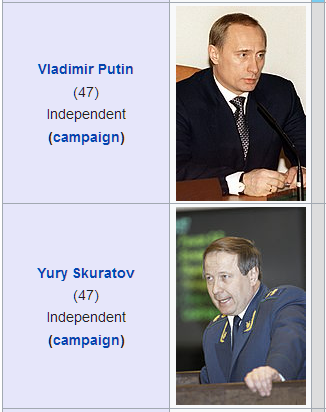 Vladimir Putin
(47)
Independent
(campaign)
Yury Skuratov
(47)
Independent
(campaign)